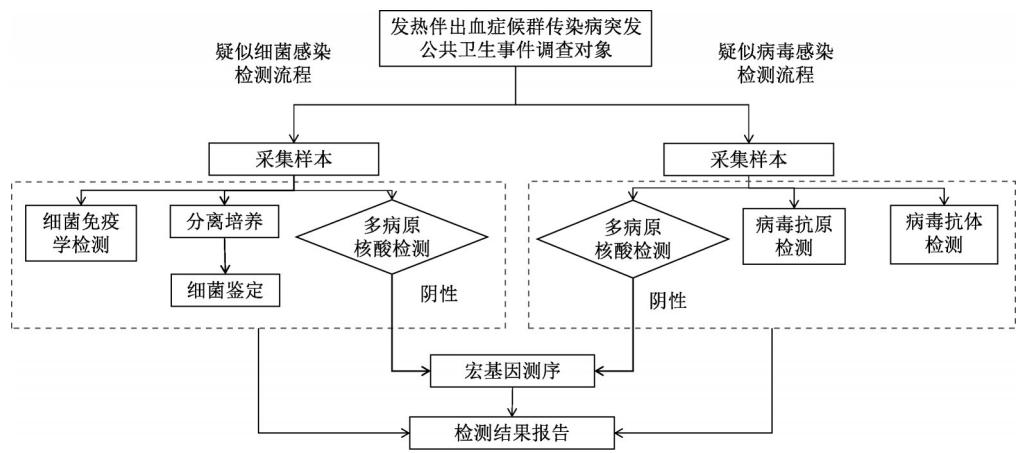 发热伴出血症候群传染病突发
公共卫生事件调查对象
疑似细菌感染
检测流程
疑似病毒感染
检测流程
采集样本
采集样本
细菌免疫
学检测
分离培养
细菌鉴定
多病原
核酸检测
多病原
核酸检测
病毒抗原
检测
病毒抗体
检测
阴性
阴性
宏基因测序
检测结果报告